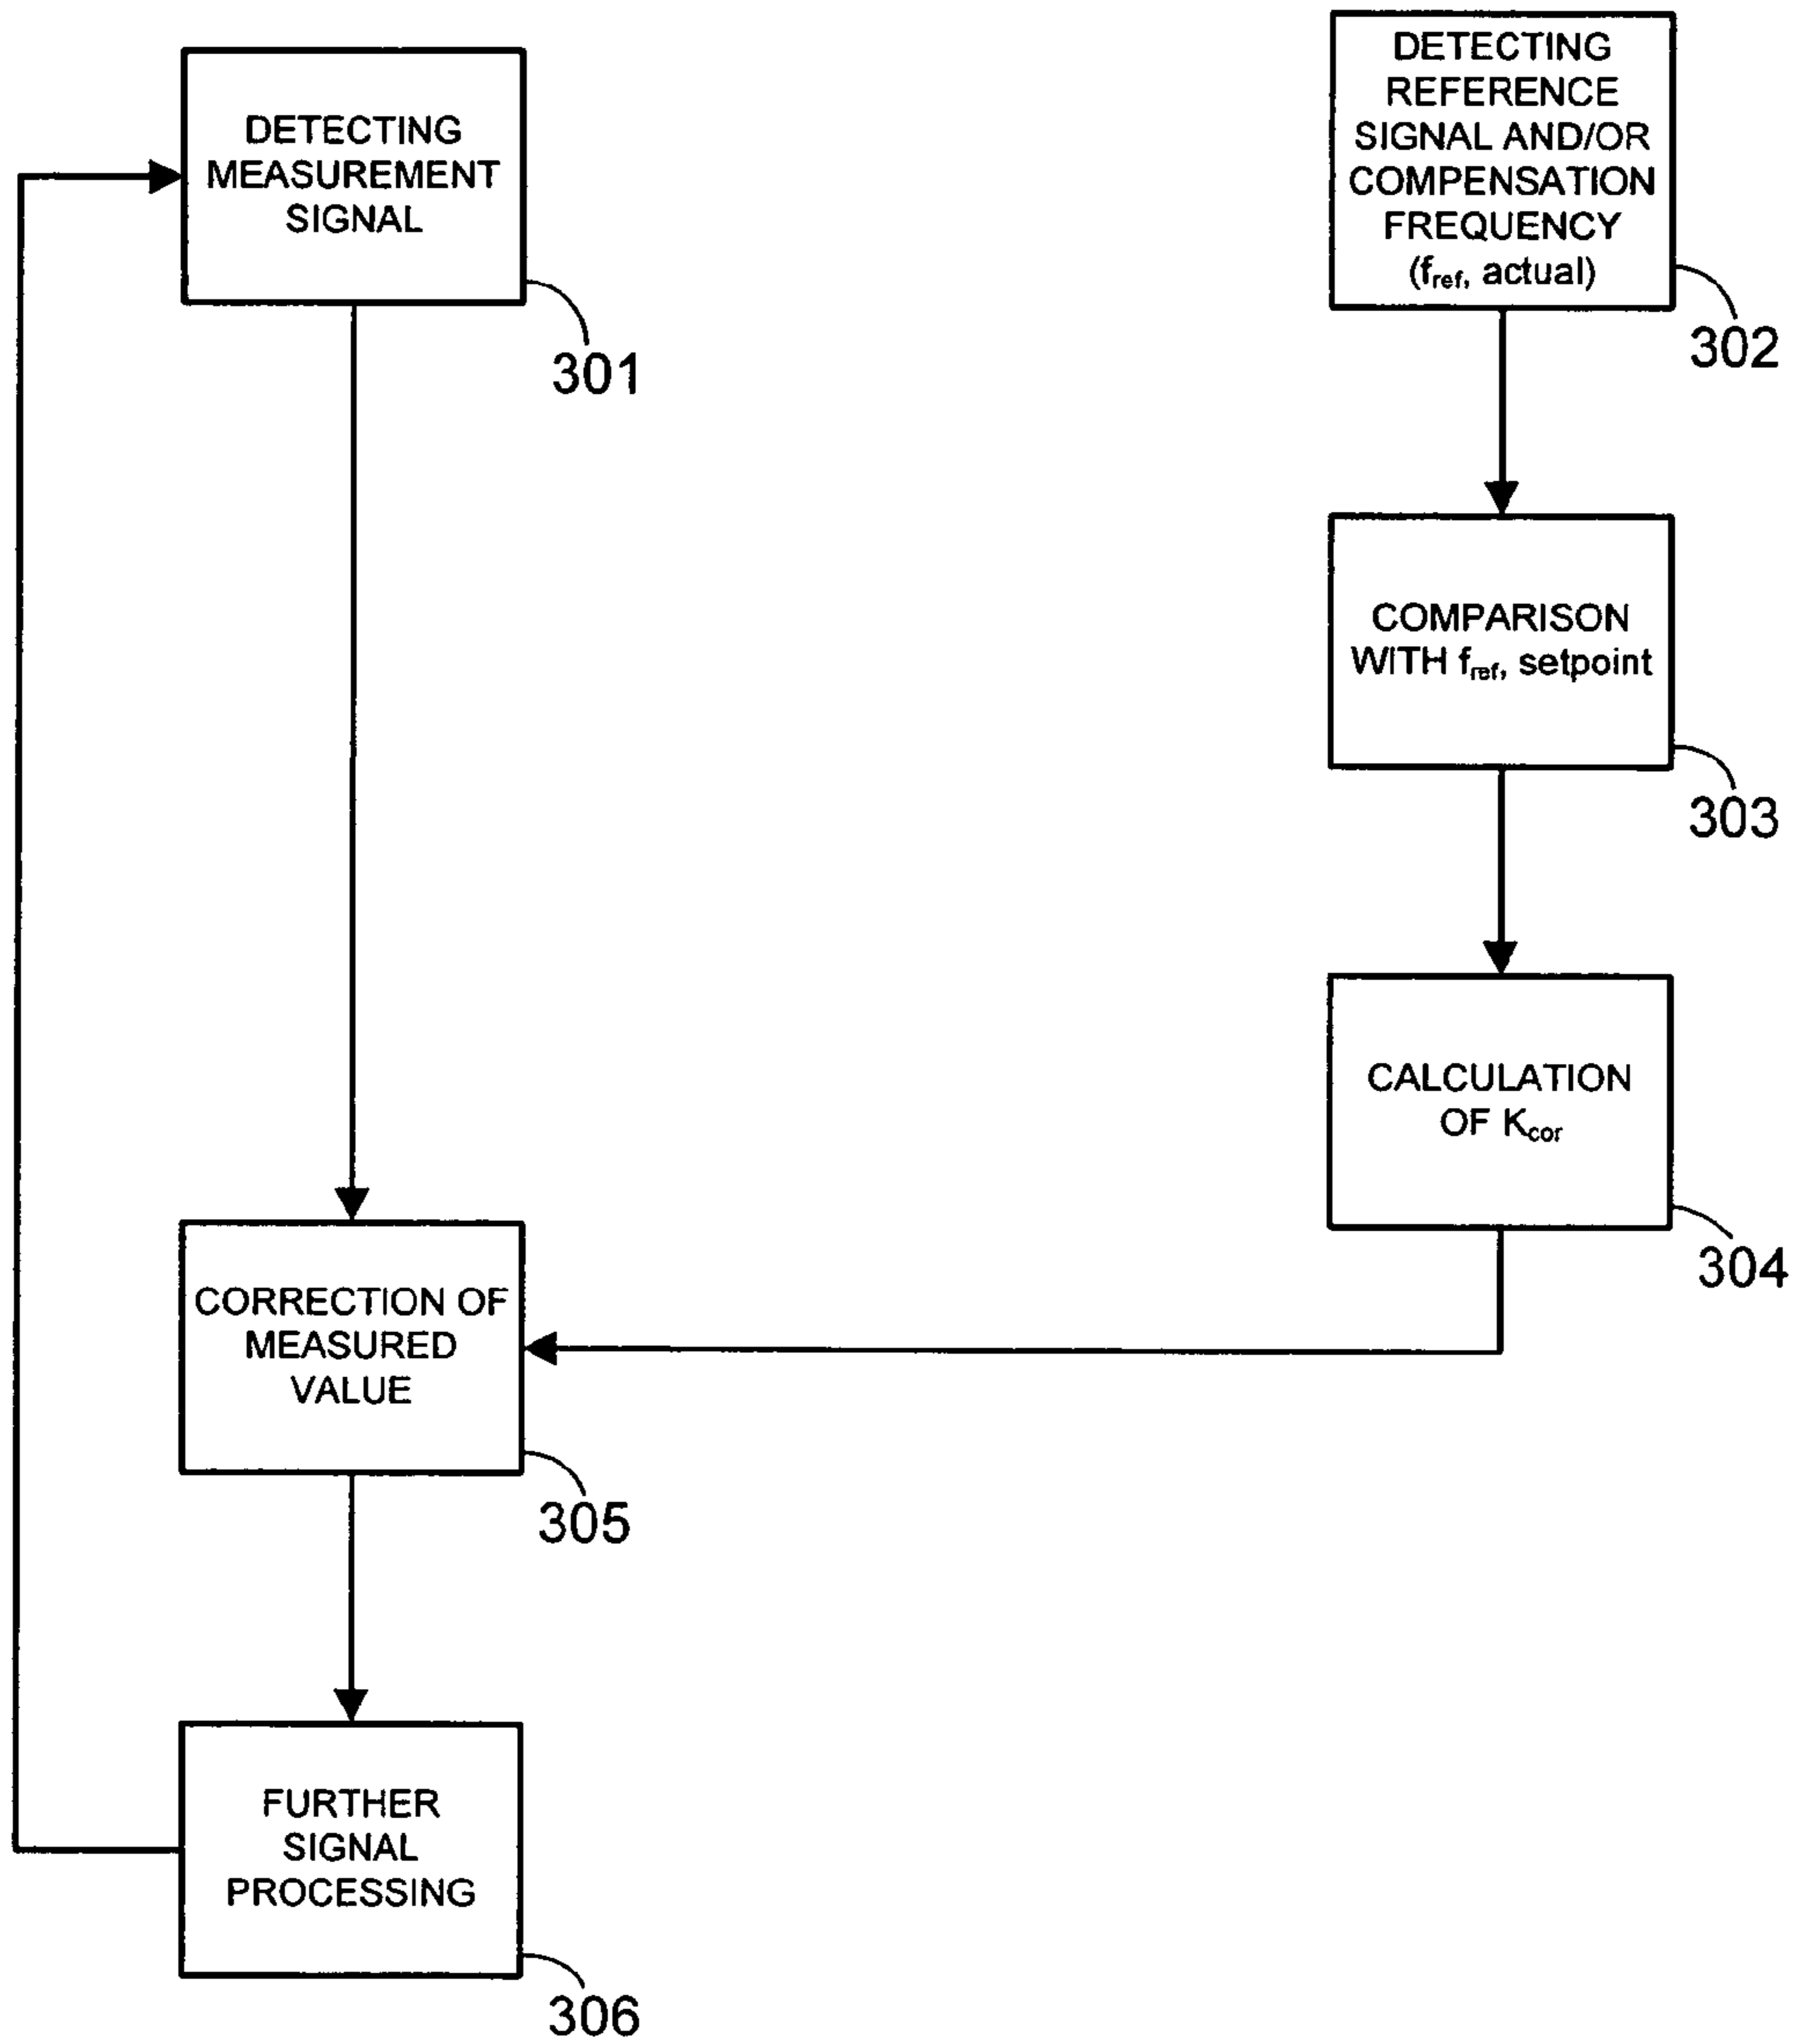 DETECTING
MEASUREMENT
SIGNAL
301
DETECTING
REFERENCE
SIGNAL AND/OR
COMPENSATION
FREQUENCY
(fref, actual)
302
COMPARISON
WITH fref, setpoint
303
CALCULATION
OF Kcor
304
CORRECTION OF
MEASURED
VALUE
305
FURTHER
SIGNAL
PROCESSING
306